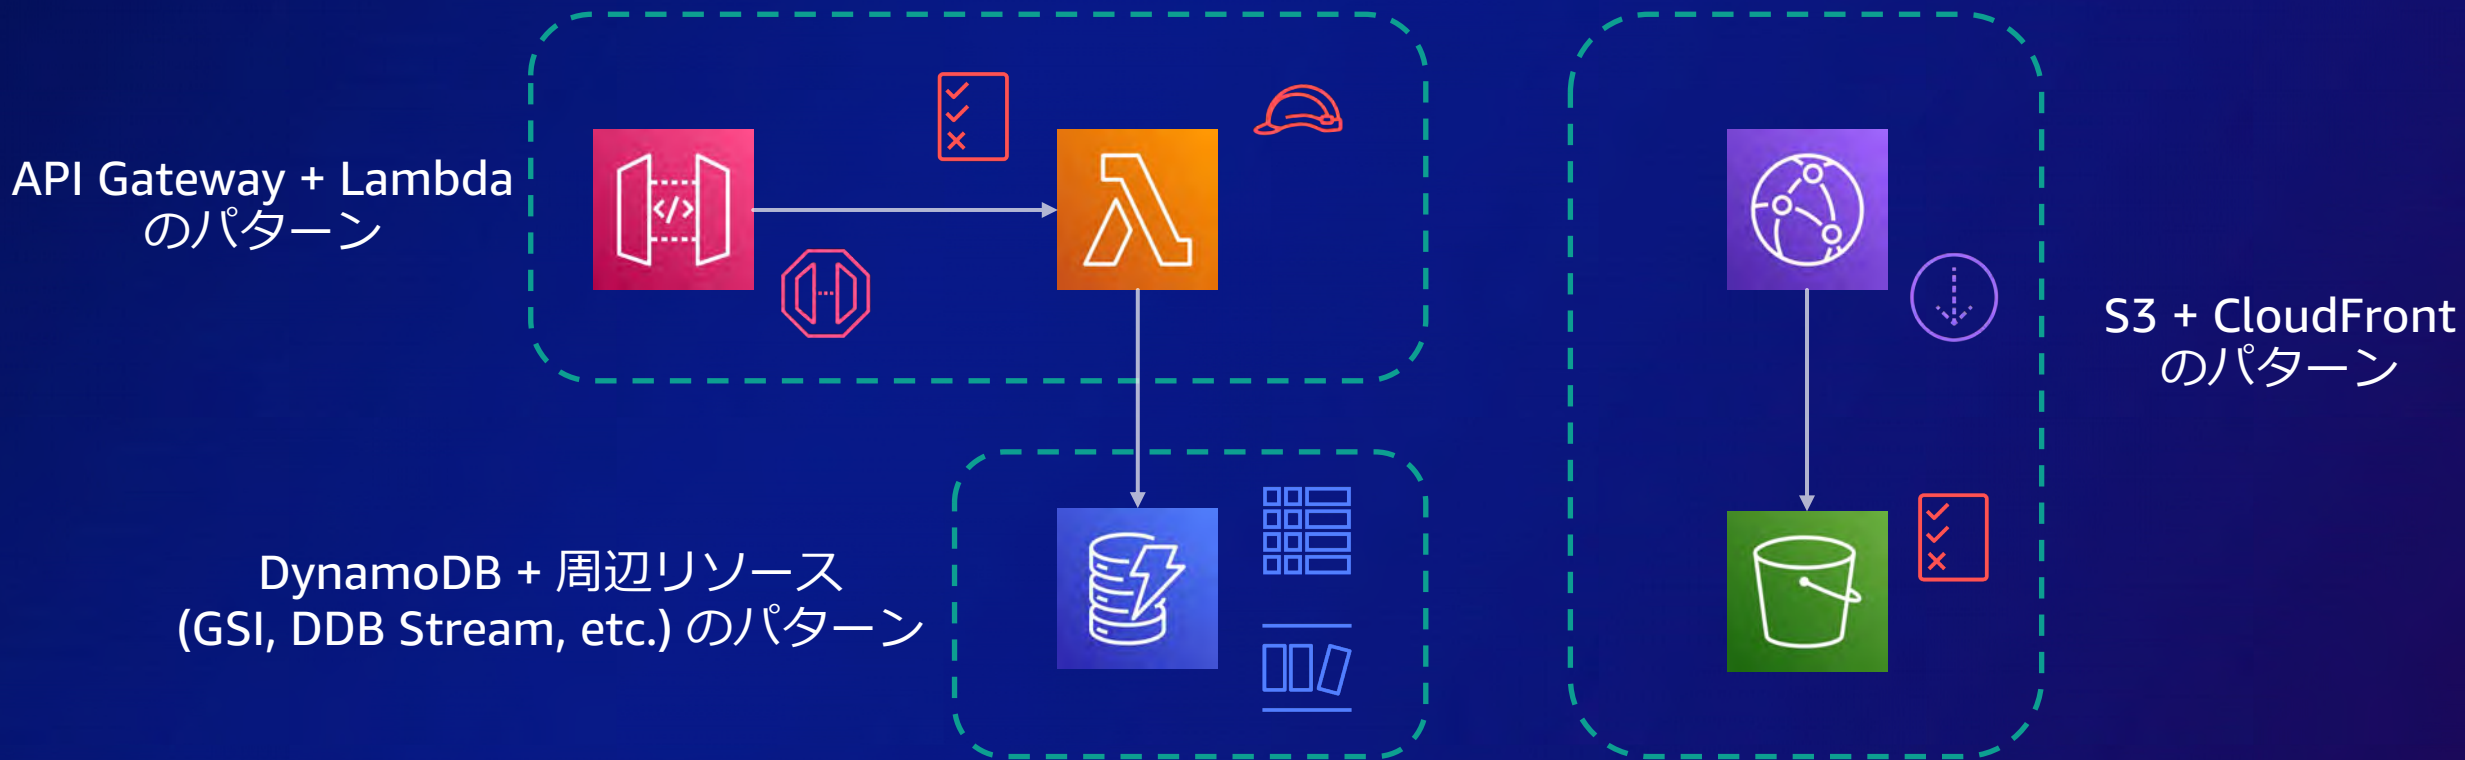 API Gateway + Lambda
のパターン
S3 + CloudFront
のパターン
DynamoDB + 周辺リソース
(GSI, DDB Stream, etc.) のパターン